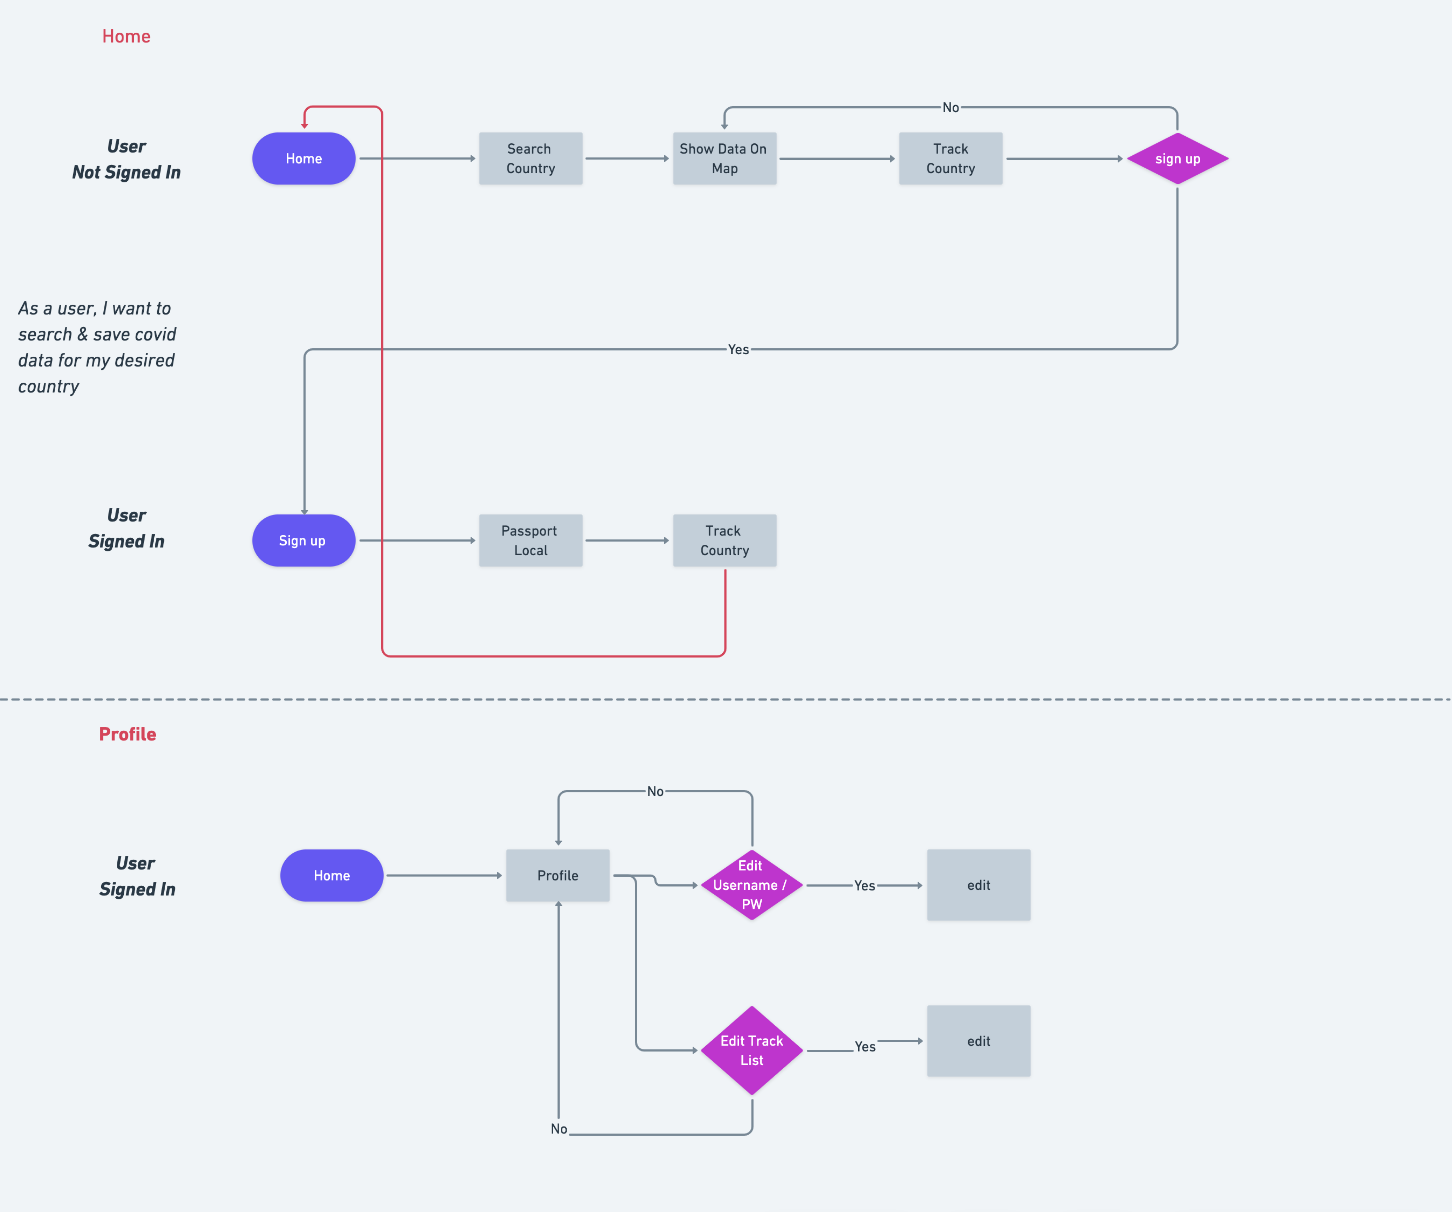 Home
No
User
Not Signed In
Home
Search
Country
Show Data On
Map
Track
Country
sign up
As a user, I want to
search & save covid
data for my desired
country
Yes
User
Signed In
Sign up
Passport
Local
Track
Country
Profile
No
User
Signed In
Home
Profile
Edit
Username /
PW
Yes
edit
Edit Track
List
Yes
edit
No